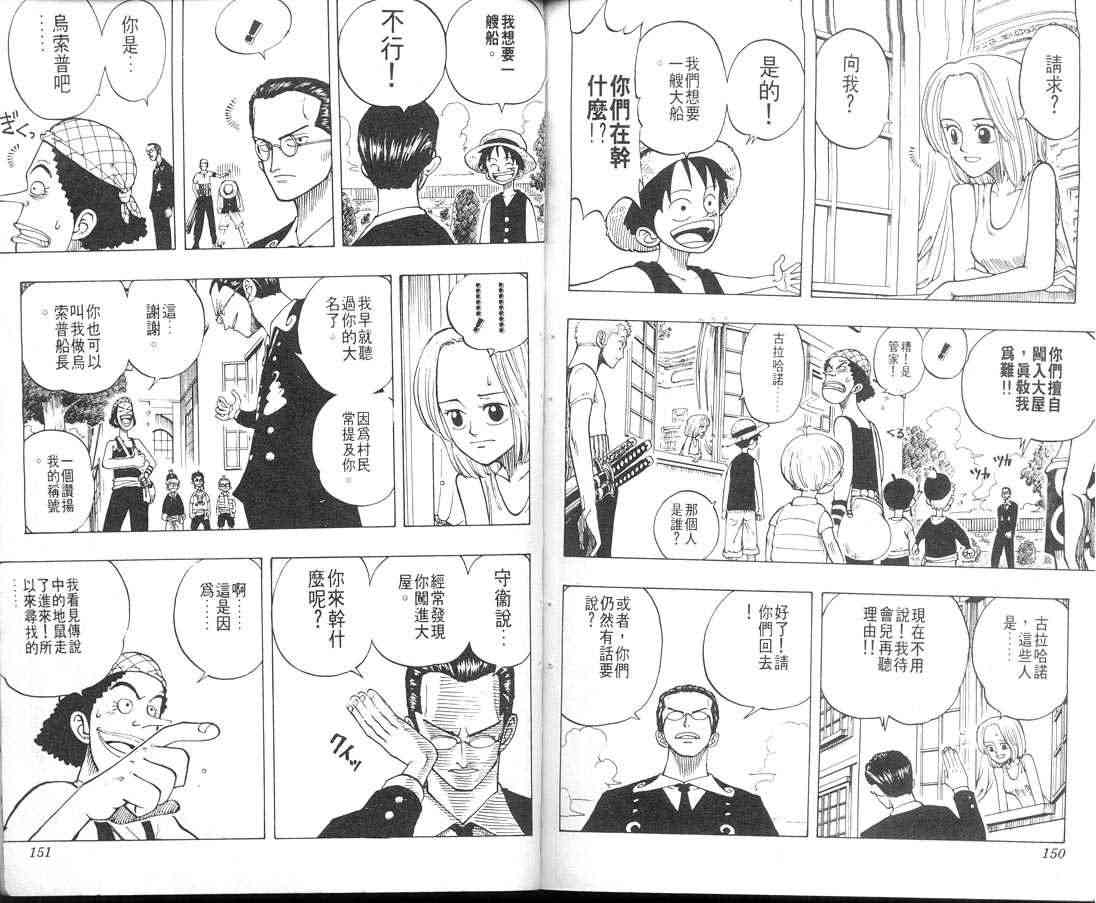 請求？
向我？
是的！
我們想要
一艘大船
你們在幹
什麼!?
你們擅自
闖入大屋
，真教我
爲難!!
！
糟！是
管家！
古拉哈諾
……
ツカ
ツカ
那個人
是誰？
古拉哈諾
，這些人
是……
現在不用
說！我待
會兒再聽
理由!!
好了！請
你們回去
！
或者，你們
仍然有話要
說？
150
我想要一
艘船。
不行！
！
你是…
烏索普吧
……
ぎくっ
………！
我早就聽
過你的大
名了。
因爲村民
常提及你
。
這…
謝謝。
你也可以
叫我做烏
索普船長
一個讚揚
我的稱號
。
守衞說…
經常發現
你闖進大
屋。
你來幹什
麼呢？
クイッ
啊……
這是因
爲……
我看見傳說
中的地鼠走
了進來！所
以來尋找的
……
151